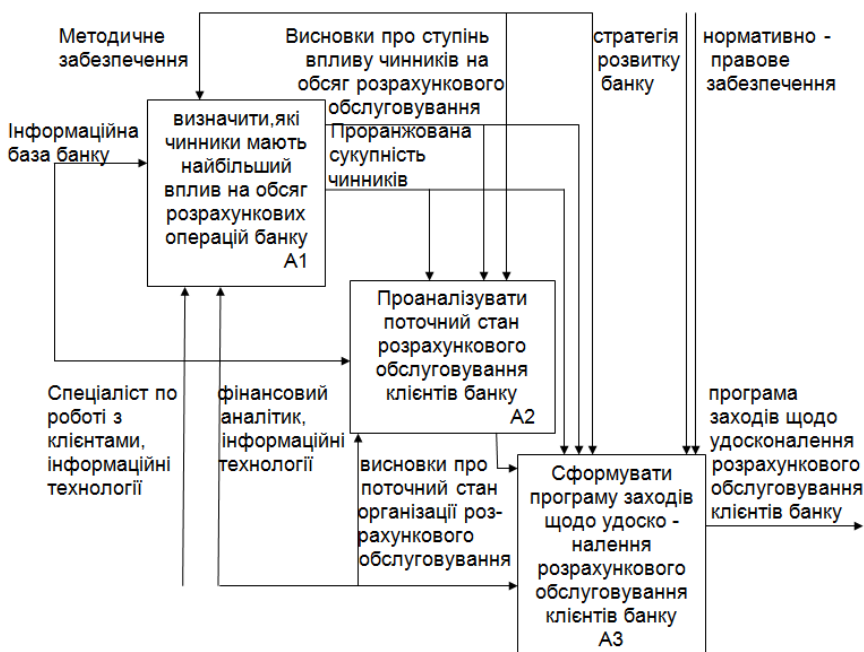 Методичне
забезпечення
Висновки про ступінь
впливу чинників на
обсяг розрахункового
обслуговування
стратегія
розвитку
банку
нормативно -
правове
забезпечення
Інформаційна
база банку
визначити,які
чинники мають
найбільший
вплив на обсяг
розрахункових
операцій банку
А1
Проранжована
сукупність
чинників
Проаналізувати
поточний стан
розрахункового
обслуговування
клієнтів банку
А2
Спеціаліст по
роботі з
клієнтами,
інформаційні
технології
фінансовий
аналітик,
інформаційні
технології
висновки про
поточний стан
організації роз-
рахункового
обслуговування
Сформувати
програму заходів
щодо удоско -
налення
розрахункового
обслуговування
клієнтів банку
А3
програма
заходів щодо
удосконалення
розрахункового
обслуговування
клієнтів банку